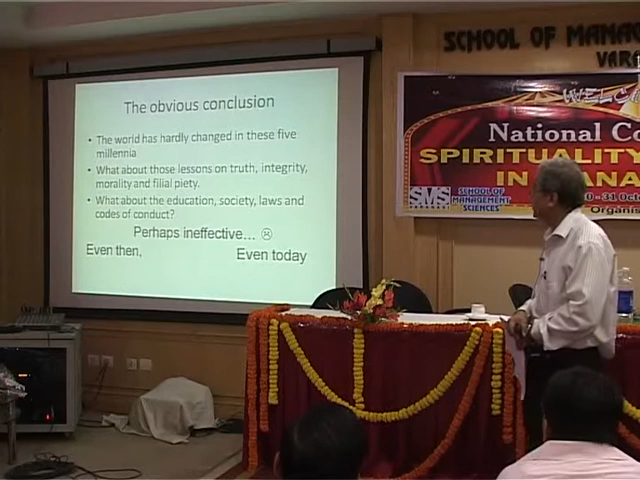 The obvious conclusion
• The world has hardly changed in these five
millennia
• What about those lessons on truth, integrity,
morality and filial piety.
• What about the education, society, laws and
codes of conduct?
Perhaps ineffective… ☹
Even then, Even today
SCHOOL OF
National
SPIRITUALITY
IN
SMS
SCHOOL OF
MANAGEMENT
SCIENCES
VARANASI